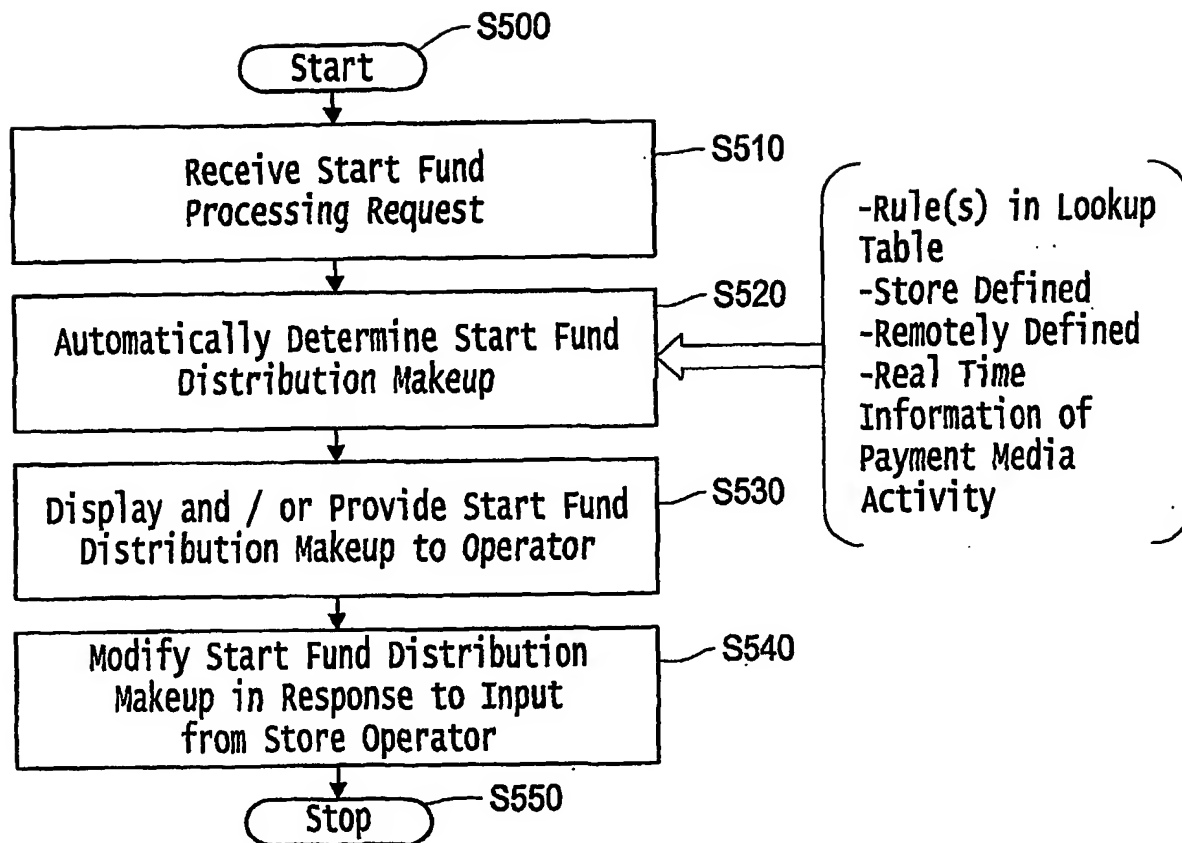 S500
Start
S510
Receive Start Fund
Processing Request
S520
Automatically Determine Start Fund
Distribution Makeup
-Rule(s) in Lookup
Table
-Store Defined
-Remotely Defined
-Real Time
Information of
Payment Media
Activity
S530
Display and / or Provide Start Fund
Distribution Makeup to Operator
S540
Modify Start Fund Distribution
Makeup in Response to Input
from Store Operator
S550
Stop